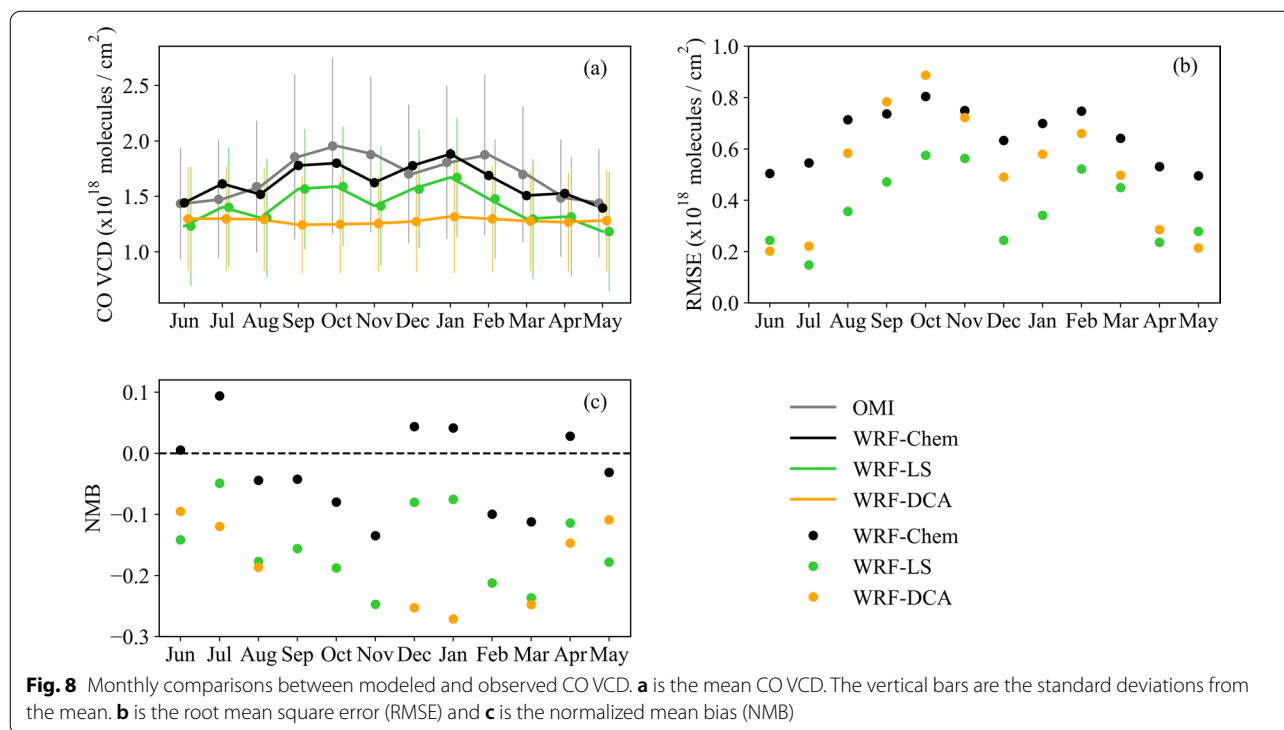 (a)
CO VCD (x10^18 molecules / cm^2)
2.5
2.0
1.5
1.0
Jun Jul Aug Sep Oct Nov Dec Jan Feb Mar Apr May
(b)
RMSE (x10^18 molecules / cm^2)
1.0
0.8
0.6
0.4
0.2
0.0
Jun Jul Aug Sep Oct Nov Dec Jan Feb Mar Apr May
(c)
NMB
0.1
0.0
−0.1
−0.2
−0.3
Jun Jul Aug Sep Oct Nov Dec Jan Feb Mar Apr May
OMI
WRF-Chem
WRF-LS
WRF-DCA
WRF-Chem
WRF-LS
WRF-DCA
Fig. 8 Monthly comparisons between modeled and observed CO VCD. a is the mean CO VCD. The vertical bars are the standard deviations from
the mean. b is the root mean square error (RMSE) and c is the normalized mean bias (NMB)